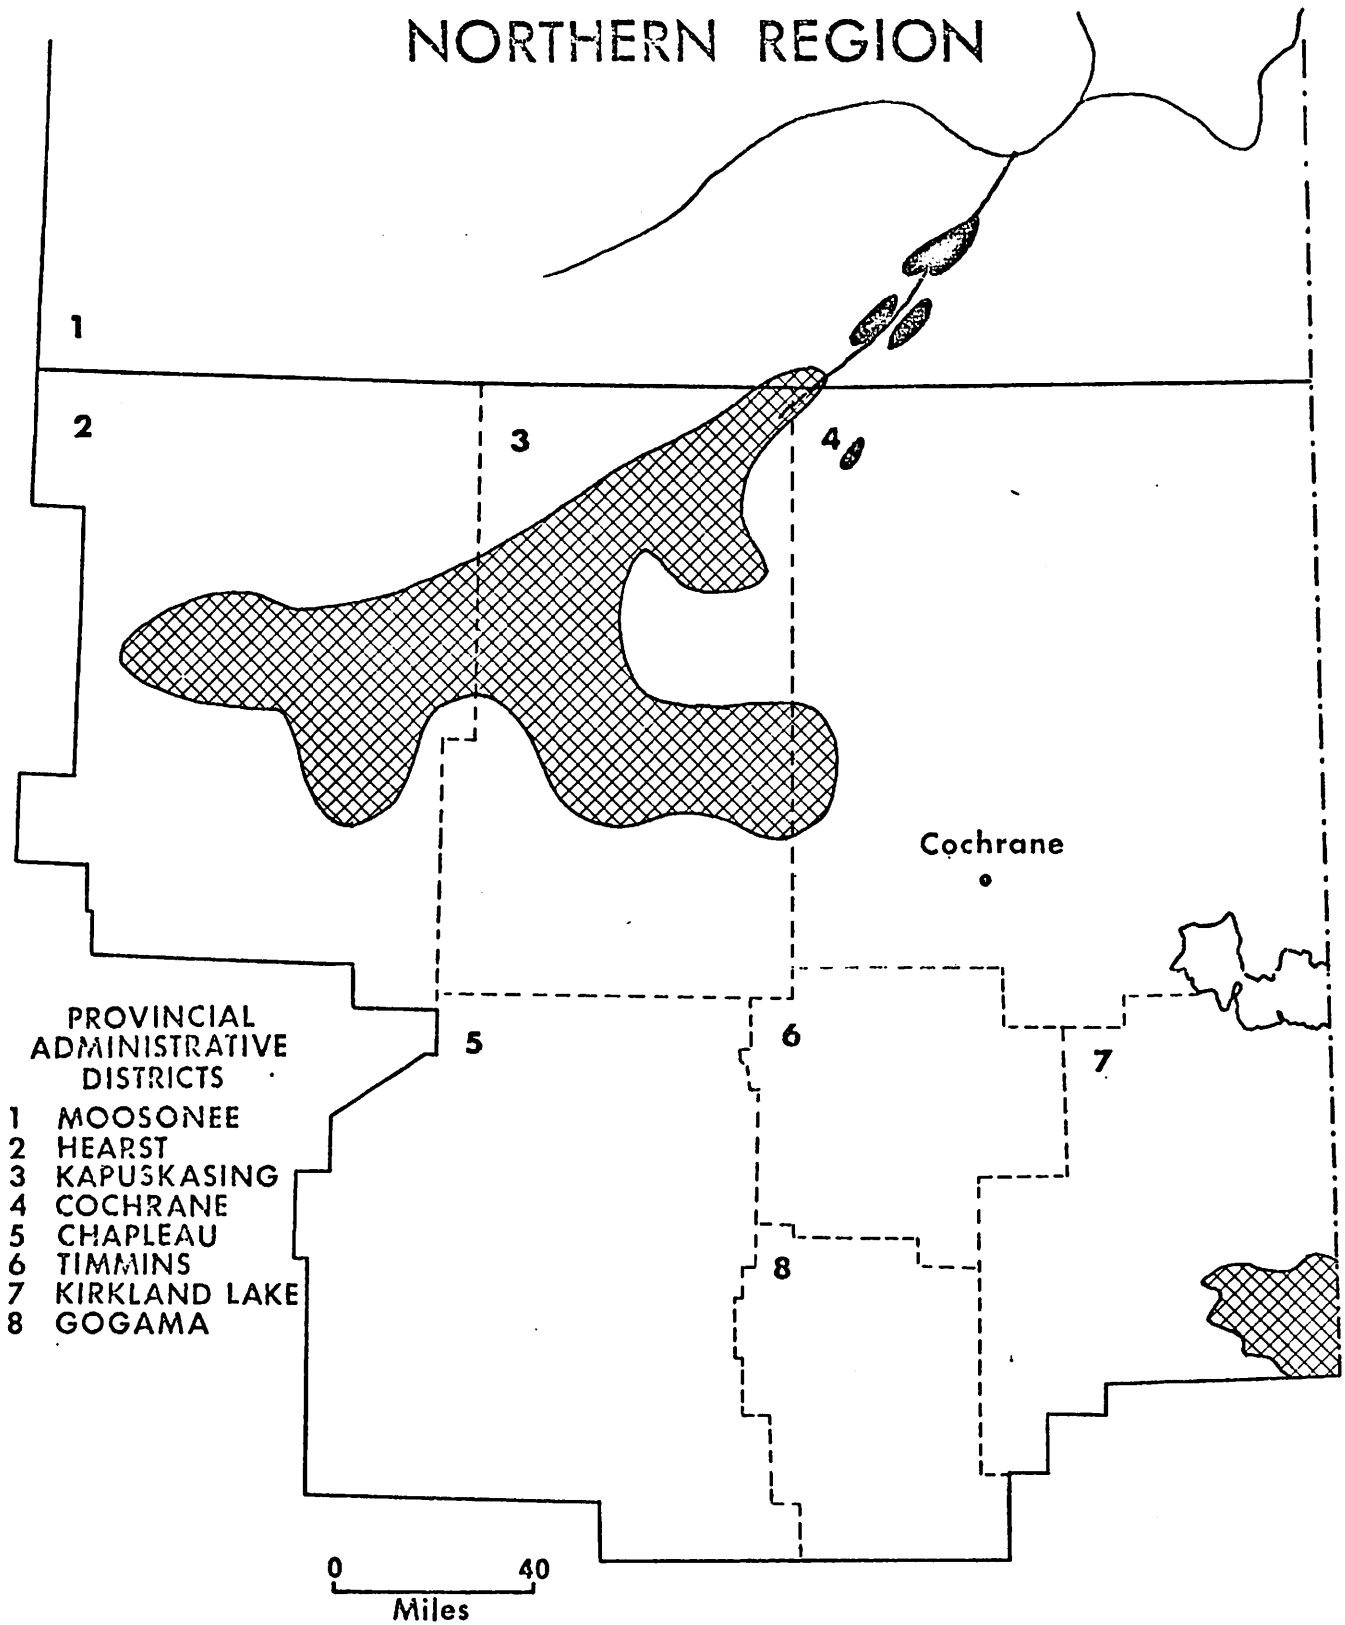 NORTHERN REGION
1
2
3
4
Cochrane
PROVINCIAL
ADMINISTRATIVE
DISTRICTS
1 MOOSONEE
2 HEARST
3 KAPUSKASING
4 COCHRANE
5 CHAPLEAU
6 TIMMINS
7 KIRKLAND LAKE
8 GOGAMA
5
6
7
8
0 40
Miles